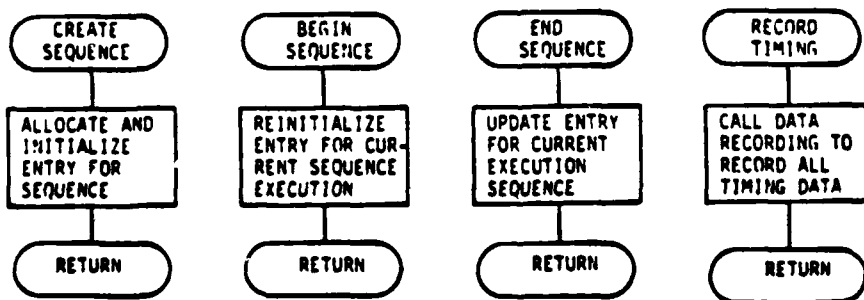 CREATE
SEQUENCE
ALLOCATE AND
INITIALIZE
ENTRY FOR
SEQUENCE
RETURN
BEGIN
SEQUENCE
REINITIALIZE
ENTRY FOR CUR-
RENT SEQUENCE
EXECUTION
RETURN
END
SEQUENCE
UPDATE ENTRY
FOR CURRENT
EXECUTION
SEQUENCE
RETURN
RECORD
TIMING
CALL DATA
RECORDING TO
RECORD ALL
TIMING DATA
RETURN